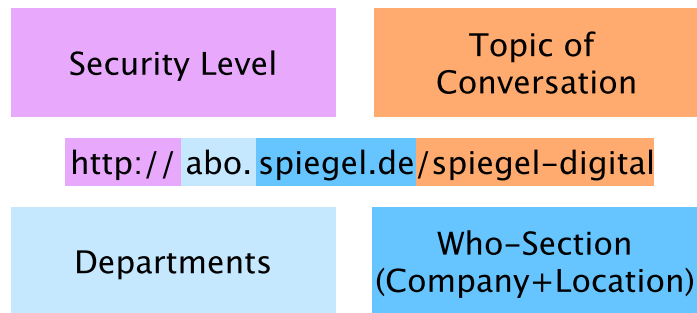 Security Level
Topic of
Conversation
http:// abo. spiegel.de/spiegel-digital
Departments
Who-Section
(Company+Location)